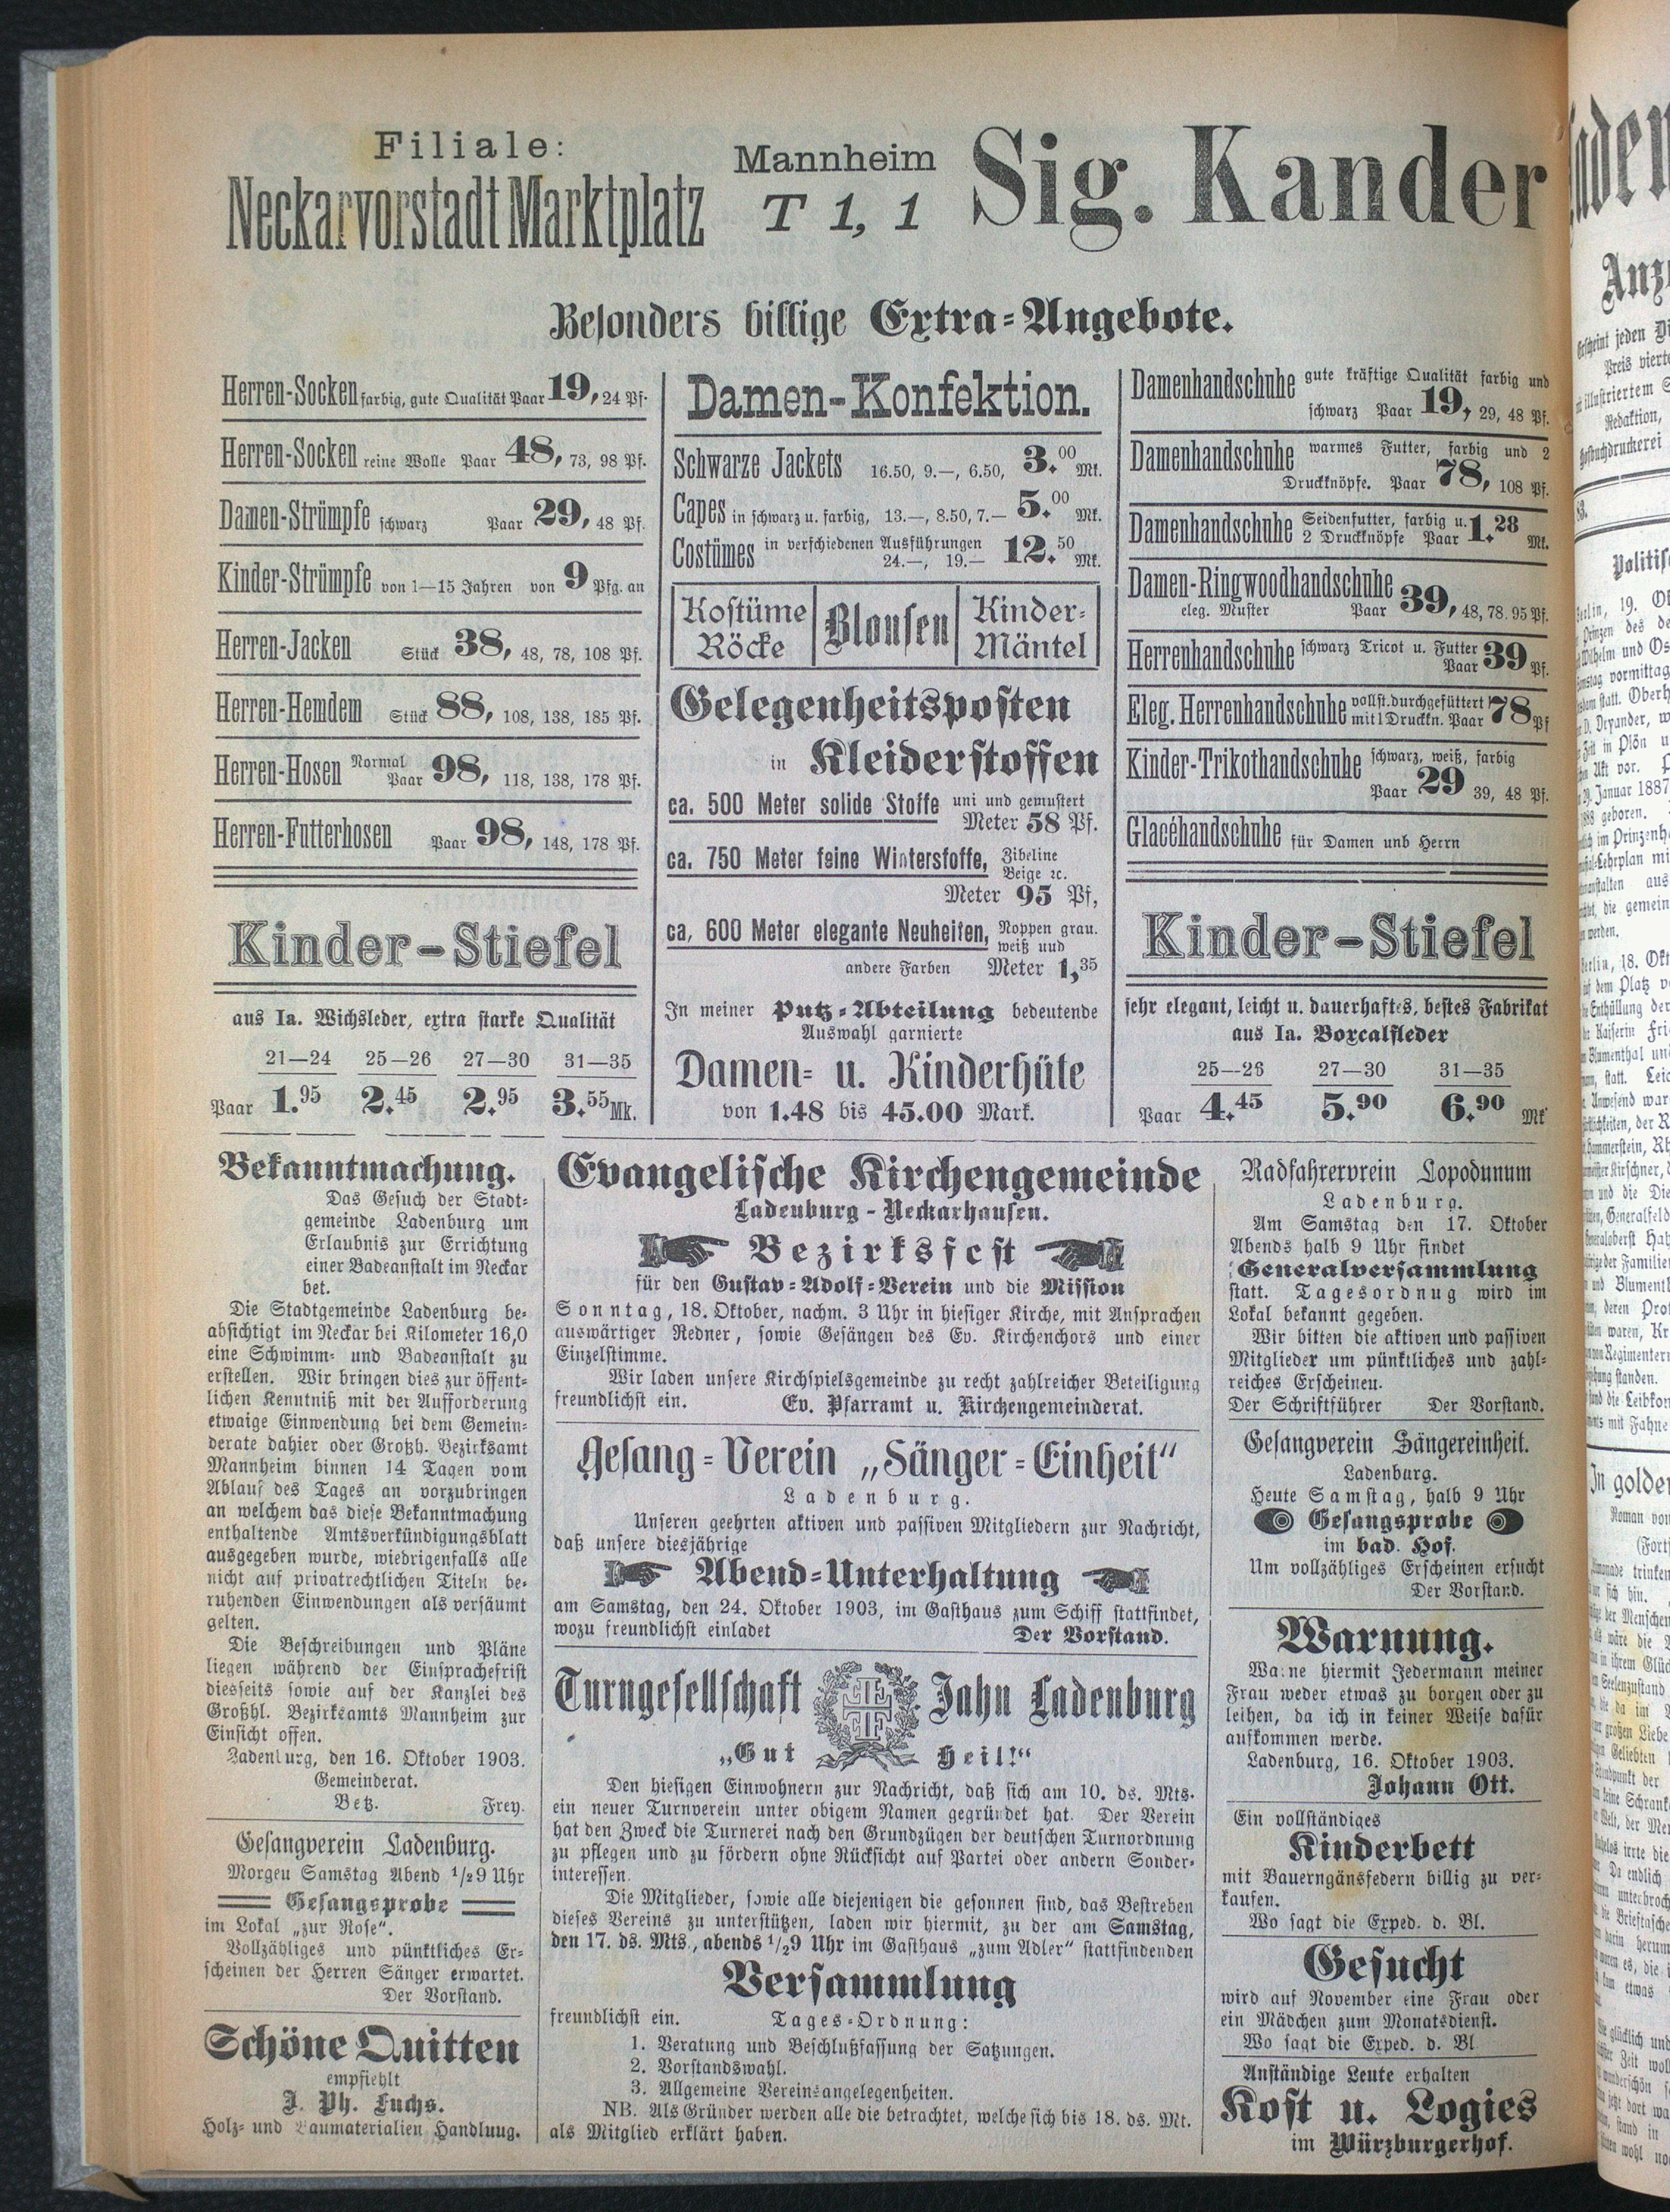 Filiale:
Neckarvorstadt Marktplatz
Mannheim
T 1, 1
Sig. Kander
Besonders billige Extra=Angebote.
Herren-Socken farbig, gute Qualität Paar 19, 24 Pf.
Herren-Socken reine Wolle Paar 48, 73, 98 Pf.
Damen-Strümpfe schwarz Paar 29, 48 Pf.
Kinder-Strümpfe von 1—15 Jahren von 9 Pfg. an
Herren-Jacken Stück 38, 48, 78, 108 Pf.
Herren-Hemdem Stück 88, 108, 138, 185 Pf.
Herren-Hosen Normal Paar 98, 118, 138, 178 Pf.
Herren-Futterhosen Paar 98, 148, 178 Pf.
Kinder-Stiefel
aus Ia. Wichsleder, extra starke Qualität
21—24 25—26 27—30 31—35
Paar 1.95 2.45 2.95 3.55 Mk.
Damen-Konfektion.
Schwarze Jackets 16.50, 9.—, 6.50, 3.00 Mk.
Capes in schwarz u. farbig, 13.—, 8.50, 7.— 5.00 Mk.
Costümes in verschiedenen Ausführungen
24.—, 19.— 12.50 Mk.
Kostüme
Röcke
Blousen
Kinder=
Mäntel
Gelegenheitsposten
in Kleiderstoffen
ca. 500 Meter solide Stoffe uni und gemustert
Meter 58 Pf.
ca. 750 Meter feine Winterstoffe, Zibeline
Beige ꝛc.
Meter 95 Pf,
ca, 600 Meter elegante Neuheiten, Noppen grau.
weiß und
andere Farben Meter 1,35
In meiner Putz=Abteilung bedeutende
Auswahl garnierte
Damen= u. Kinderhüte
von 1.48 bis 45.00 Mark.
Damenhandschuhe gute kräftige Qualität farbig und
schwarz Paar 19, 29, 48 Pf.
Damenhandschuhe warmes Futter, farbig und 2
Druckknöpfe. Paar 78, 108 Pf.
Damenhandschuhe Seidenfutter, farbig u.
2 Druckknöpfe Paar 1.28 Mk.
Damen-Ringwoodhandschuhe
eleg. Muster Paar 39, 48, 78. 95 Pf.
Herrenhandschuhe schwarz Tricot u. Futter
Paar 39 Pf.
Eleg. Herrenhandschuhe vollst. durchgefüttert
mit 1 Druckkn. Paar 78 Pf
Kinder-Trikothandschuhe schwarz, weiß, farbig
Paar 29 39, 48 Pf.
Glacéhandschuhe für Damen unb Herrn
Kinder-Stiefel
sehr elegant, leicht u. dauerhaftes, bestes Fabrikat
aus Ia. Boxcalfleder
25--26 27—30 31—35
Paar 4.45 5.90 6.90 Mk
Bekanntmachung.
Das Gesuch der Stadt=
gemeinde Ladenburg um
Erlaubnis zur Errichtung
einer Badeanstalt im Neckar
bet.
Die Stadtgemeinde Ladenburg be=
absichtigt im Neckar bei Kilometer 16,0
eine Schwimm= und Badeanstalt zu
erstellen. Wir bringen dies zur öffent=
lichen Kenntniß mit der Aufforderung
etwaige Einwendung bei dem Gemein=
derate dahier oder Großh. Bezirksamt
Mannheim binnen 14 Tagen vom
Ablauf des Tages an vorzubringen
an welchem das diese Bekanntmachung
enthaltende Amtsverkündigungsblatt
ausgegeben wurde, wiedrigenfalls alle
nicht auf privatrechtlichen Titeln be=
ruhenden Einwendungen als versäumt
gelten.
Die Beschreibungen und Pläne
liegen während der Einsprachefrist
diesseits sowie auf der Kanzlei des
Großhl. Bezirksamts Mannheim zur
Einsicht offen.
Ladenburg, den 16. Oktober 1903.
Gemeinderat.
Betz. Frey.
Gesangverein Ladenburg.
Morgen Samstag Abend 1/29 Uhr
Gesangsprobe
im Lokal „zur Rose“.
Vollzähliges und pünktliches Er=
scheinen der Herren Sänger erwartet.
Der Vorstand.
Schöne Quitten
empfiehlt
J. Ph. Fuchs.
Holz= und Baumaterialien Handlung.
Evangelische Kirchengemeinde
Ladenburg - Neckarhausen.
Bezirksfest
für den Gustav=Adolf=Verein und die Mission
Sonntag, 18. Oktober, nachm. 3 Uhr in hiesiger Kirche, mit Ansprachen
auswärtiger Redner, sowie Gesängen des Ev. Kirchenchors und einer
Einzelstimme.
Wir laden unsere Kirchspielsgemeinde zu recht zahlreicher Beteiligung
freundlichst ein. Ev. Pfarramt u. Kirchengemeinderat.
Gesang=Verein „Sänger=Einheit“
Ladenburg.
Unseren geehrten aktiven und passiven Mitgliedern zur Nachricht,
daß unsere diesjährige
Abend=Unterhaltung
am Samstag, den 24. Oktober 1903, im Gasthaus zum Schiff stattfindet,
wozu freundlichst einladet Der Vorstand.
Turngesellschaft Jahn Ladenburg
„Gut Heil!“
Den hiesigen Einwohnern zur Nachricht, daß sich am 10. ds. Mts.
ein neuer Turnverein unter obigem Namen gegründet hat. Der Verein
hat den Zweck die Turnerei nach den Grundzügen der deutschen Turnordnung
zu pflegen und zu fördern ohne Rücksicht auf Partei oder andern Sonder=
interessen.
Die Mitglieder, sowie alle diejenigen die gesonnen sind, das Bestreben
dieses Vereins zu unterstützen, laden wir hiermit, zu der am Samstag,
den 17. ds. Mts., abends 1/29 Uhr im Gasthaus „zum Adler“ stattfindenden
Versammlung
freundlichst ein. Tages=Ordnung:
1. Beratung und Beschlußfassung der Satzungen.
2. Vorstandswahl.
3. Allgemeine Vereinsangelegenheiten.
NB. Als Gründer werden alle die betrachtet, welche sich bis 18. ds. Mt.
als Mitglied erklärt haben.
Radfahrervrein Lopodunum
Ladenburg.
Am Samstag den 17. Oktober
Abends halb 9 Uhr findet
Generalversammlung
statt. Tagesordnug wird im
Lokal bekannt gegeben.
Wir bitten die aktiven und passiven
Mitglieder um pünktliches und zahl=
reiches Erscheinen.
Der Schriftführer Der Vorstand.
Gesangverein Sängereinheit.
Ladenburg.
Heute Samstag, halb 9 Uhr
Gesangsprobe
im bad. Hof.
Um vollzähliges Erscheinen ersucht
Der Vorstand.
Warnung.
Warne hiermit Jedermann meiner
Frau weder etwas zu borgen oder zu
leihen, da ich in keiner Weise dafür
aufkommen werde.
Ladenburg, 16. Oktober 1903.
Johann Ott.
Ein vollständiges
Kinderbett
mit Bauerngänsfedern billig zu ver=
kaufen.
Wo sagt die Exped. d. Bl.
Gesucht
wird auf November eine Frau oder
ein Mädchen zum Monatsdienst.
Wo sagt die Exped. d. Bl
Anständige Leute erhalten
Kost u. Logies
im Würzburgerhof.